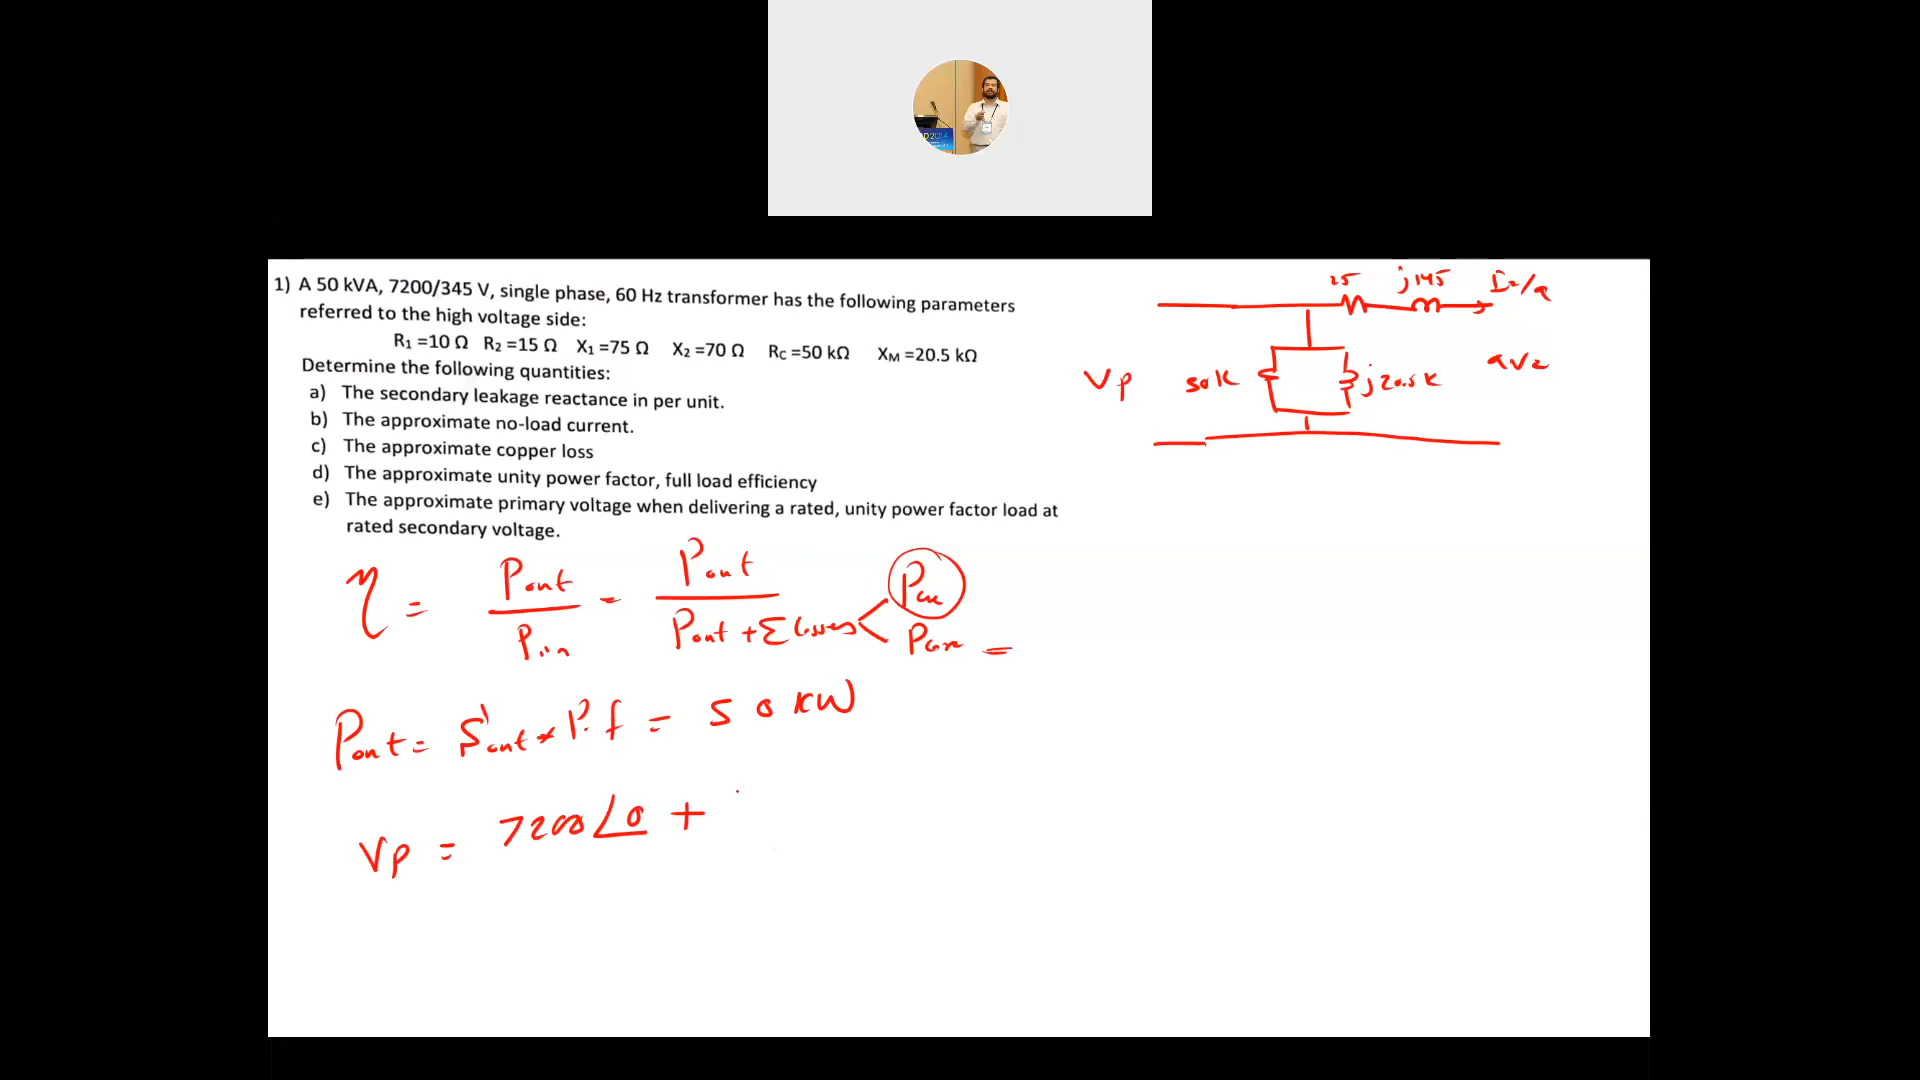 D2014
1) A 50 kVA, 7200/345 V, single phase, 60 Hz transformer has the following parameters
referred to the high voltage side:
R₁ =10 Ω R₂ =15 Ω X₁ =75 Ω X₂ =70 Ω R_C =50 kΩ X_M =20.5 kΩ
Determine the following quantities:
a) The secondary leakage reactance in per unit.
b) The approximate no-load current.
c) The approximate copper loss
d) The approximate unity power factor, full load efficiency
e) The approximate primary voltage when delivering a rated, unity power factor load at
rated secondary voltage.
25 j145 I₂/a
Vp 50k j20.5k aV₂
η = Pout / Pin = Pout / Pout + Σ losses < Pcu
Pcore =
Pout = Sout * P.f = 50 kW
Vp = 7200∠0 +